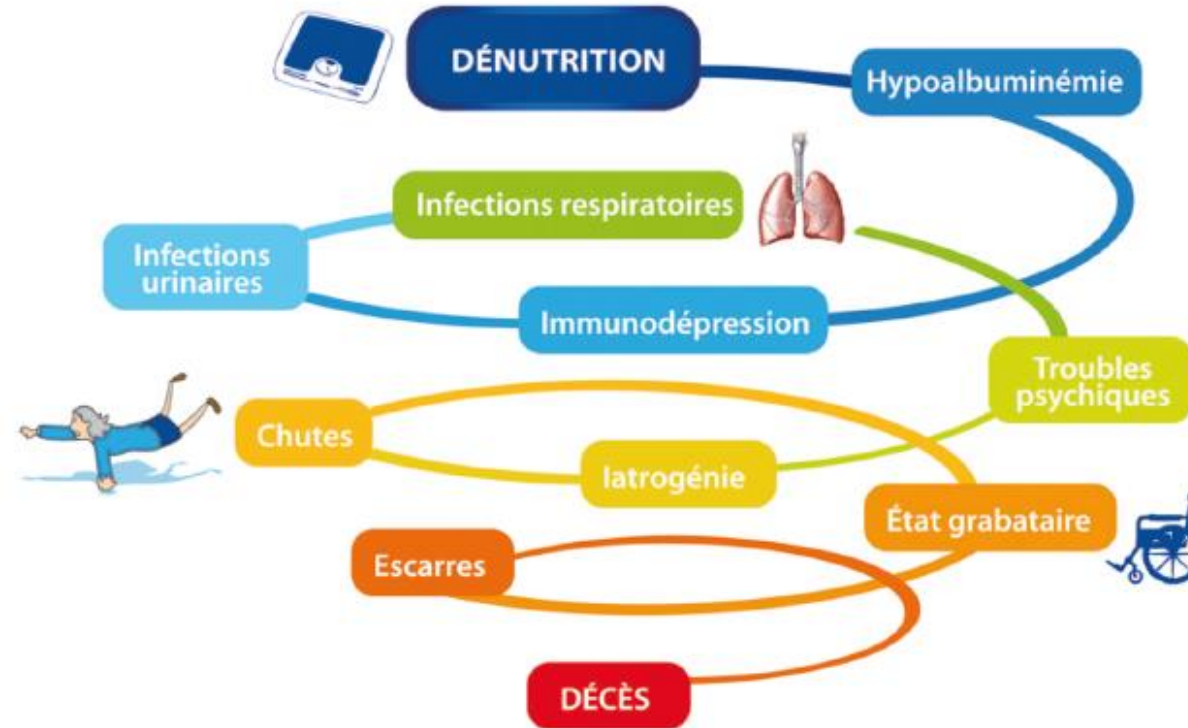 DÉNUTRITION
Hypoalbuminémie
Infections respiratoires
Infections
urinaires
Immunodépression
Troubles
psychiques
Chutes
Iatrogénie
État grabataire
Escarres
DÉCÈS